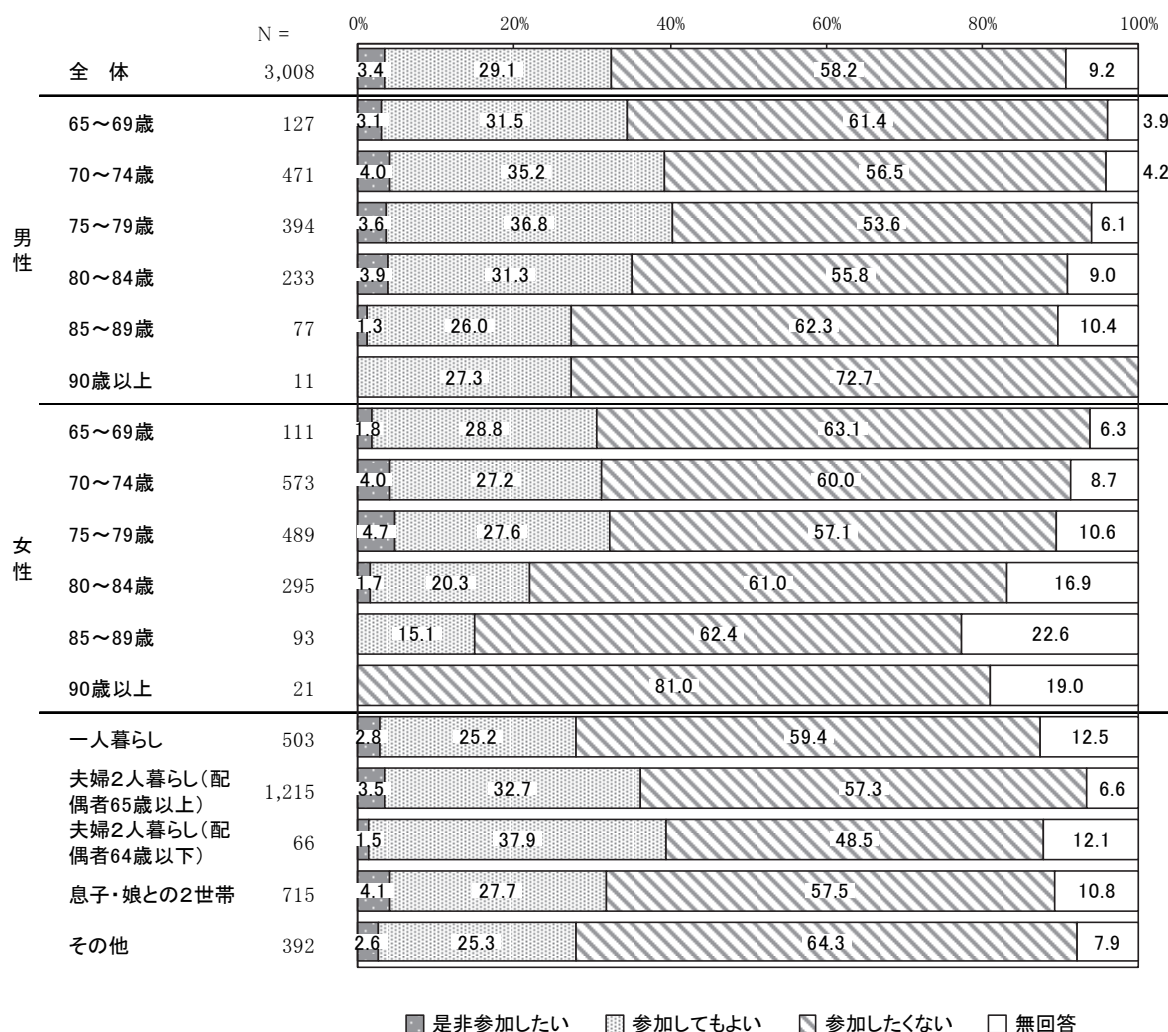 0% 20% 40% 60% 80% 100%
N =
全 体 3,008 3.4 29.1 58.2 9.2
男性
65～69歳 127 3.1 31.5 61.4 3.9
70～74歳 471 4.0 35.2 56.5 4.2
75～79歳 394 3.6 36.8 53.6 6.1
80～84歳 233 3.9 31.3 55.8 9.0
85～89歳 77 1.3 26.0 62.3 10.4
90歳以上 11 27.3 72.7
女性
65～69歳 111 1.8 28.8 63.1 6.3
70～74歳 573 4.0 27.2 60.0 8.7
75～79歳 489 4.7 27.6 57.1 10.6
80～84歳 295 1.7 20.3 61.0 16.9
85～89歳 93 15.1 62.4 22.6
90歳以上 21 81.0 19.0
一人暮らし 503 2.8 25.2 59.4 12.5
夫婦２人暮らし（配
偶者65歳以上） 1,215 3.5 32.7 57.3 6.6
夫婦２人暮らし（配
偶者64歳以下） 66 1.5 37.9 48.5 12.1
息子・娘との２世帯 715 4.1 27.7 57.5 10.8
その他 392 2.6 25.3 64.3 7.9
是非参加したい 参加してもよい 参加したくない 無回答